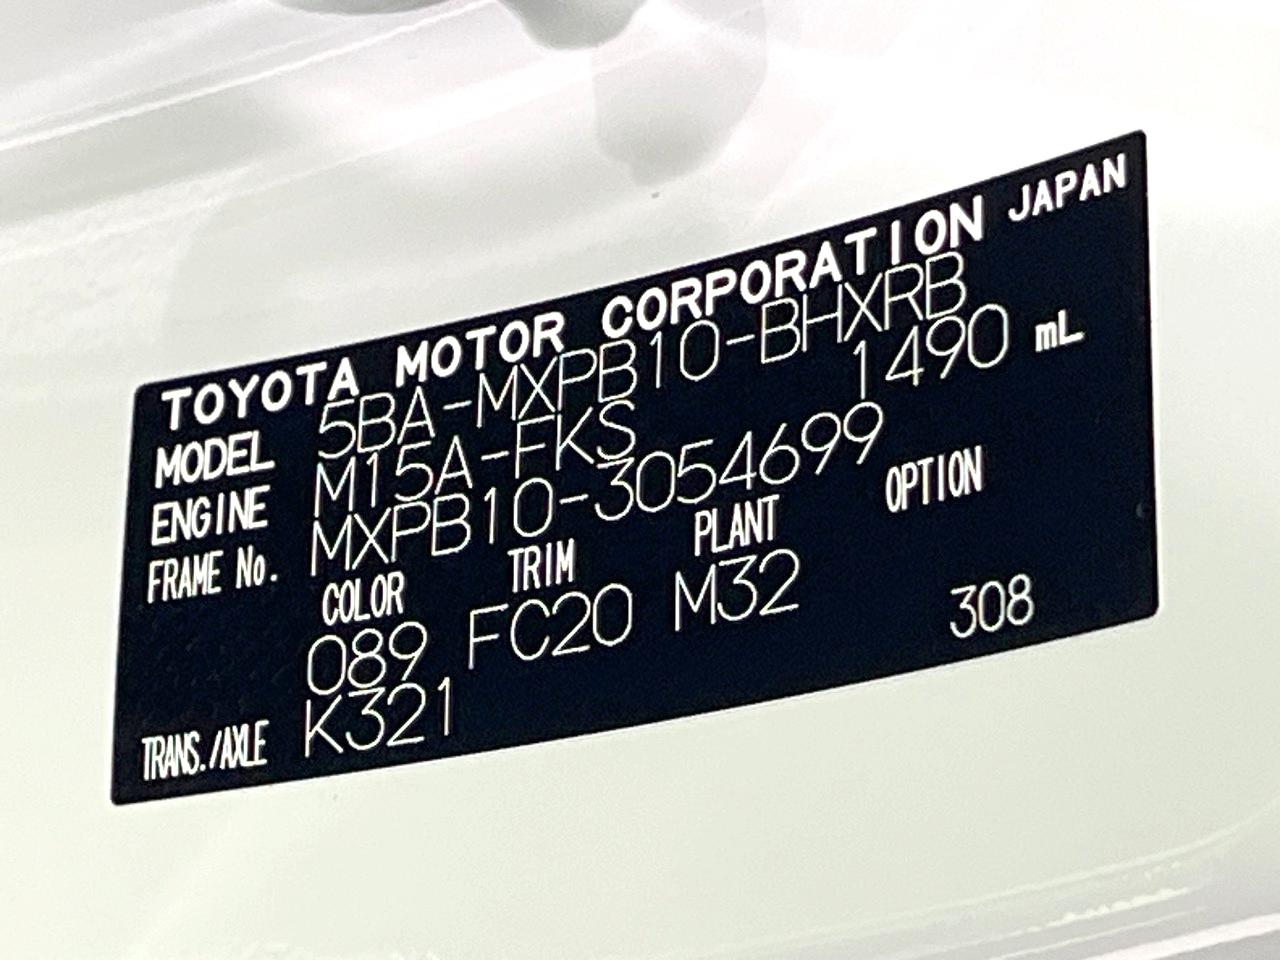 TOYOTA MOTOR CORPORATION JAPAN
MODEL 5BA-MXPB10-BHXRB
ENGINE M15A-FKS 1490 mL
FRAME No. MXPB10-3054699
COLOR TRIM PLANT OPTION
089 FC20 M32
TRANS./AXLE K321 308